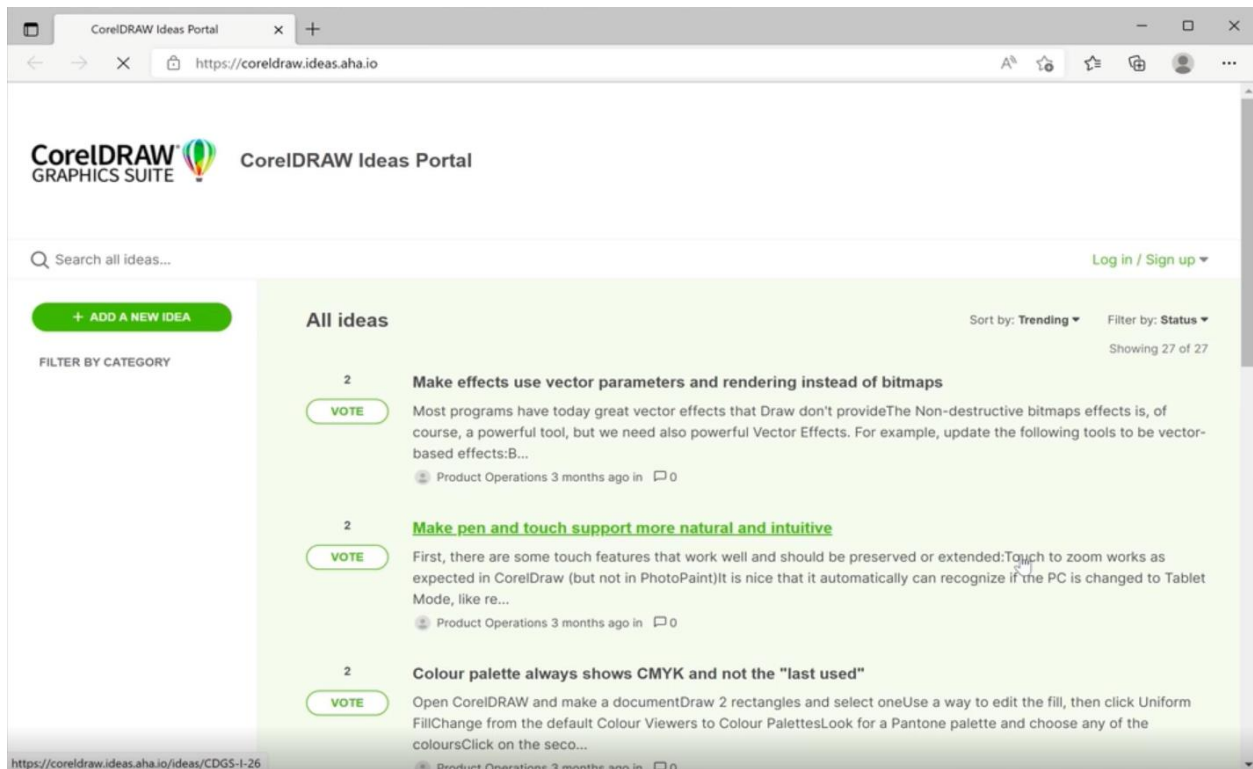 CorelDRAW Ideas Portal
https://coreldraw.ideas.aha.io
CorelDRAW
GRAPHICS SUITE
CorelDRAW Ideas Portal
Search all ideas...
Log in / Sign up
+ ADD A NEW IDEA
FILTER BY CATEGORY
All ideas
Sort by: Trending
Filter by: Status
Showing 27 of 27
2
VOTE
Make effects use vector parameters and rendering instead of bitmaps
Most programs have today great vector effects that Draw don't provideThe Non-destructive bitmaps effects is, of
course, a powerful tool, but we need also powerful Vector Effects. For example, update the following tools to be vector-
based effects:B...
Product Operations 3 months ago in 0
2
VOTE
Make pen and touch support more natural and intuitive
First, there are some touch features that work well and should be preserved or extended:Touch to zoom works as
expected in CorelDraw (but not in PhotoPaint)It is nice that it automatically can recognize if the PC is changed to Tablet
Mode, like re...
Product Operations 3 months ago in 0
2
VOTE
Colour palette always shows CMYK and not the "last used"
Open CorelDRAW and make a documentDraw 2 rectangles and select oneUse a way to edit the fill, then click Uniform
FillChange from the default Colour Viewers to Colour PalettesLook for a Pantone palette and choose any of the
coloursClick on the seco...
Product Operations 3 months ago in 0
https://coreldraw.ideas.aha.io/ideas/CDGS-I-26